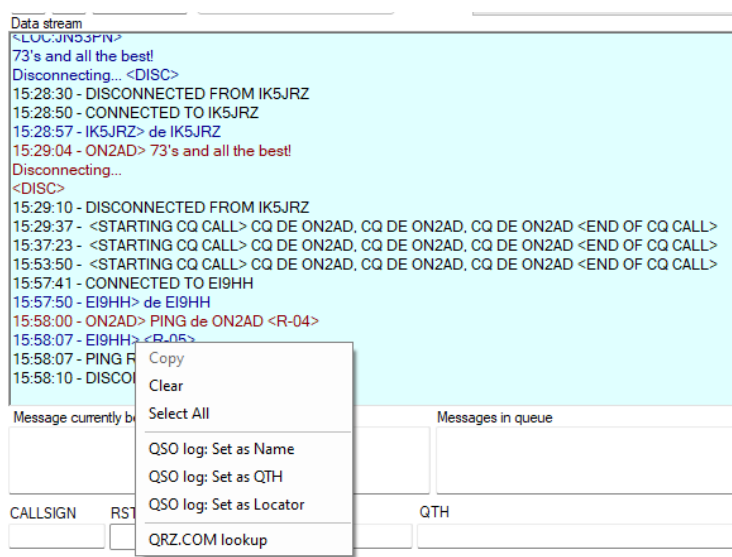 Data stream
<LOC:JN53PN>
73's and all the best!
Disconnecting... <DISC>
15:28:30 - DISCONNECTED FROM IK5JRZ
15:28:50 - CONNECTED TO IK5JRZ
15:28:57 - IK5JRZ> de IK5JRZ
15:29:04 - ON2AD> 73's and all the best!
Disconnecting...
<DISC>
15:29:10 - DISCONNECTED FROM IK5JRZ
15:29:37 -  <STARTING CQ CALL> CQ DE ON2AD, CQ DE ON2AD, CQ DE ON2AD <END OF CQ CALL>
15:37:23 -  <STARTING CQ CALL> CQ DE ON2AD, CQ DE ON2AD, CQ DE ON2AD <END OF CQ CALL>
15:53:50 -  <STARTING CQ CALL> CQ DE ON2AD, CQ DE ON2AD, CQ DE ON2AD <END OF CQ CALL>
15:57:41 - CONNECTED TO EI9HH
15:57:50 - EI9HH> de EI9HH
15:58:00 - ON2AD> PING de ON2AD <R-04>
15:58:07 - EI9HH> <R-05>
15:58:07 - PING R
15:58:10 - DISCO
Copy
Clear
Select All
QSO log: Set as Name
QSO log: Set as QTH
QSO log: Set as Locator
QRZ.COM lookup
Message currently be
Messages in queue
CALLSIGN RST QTH